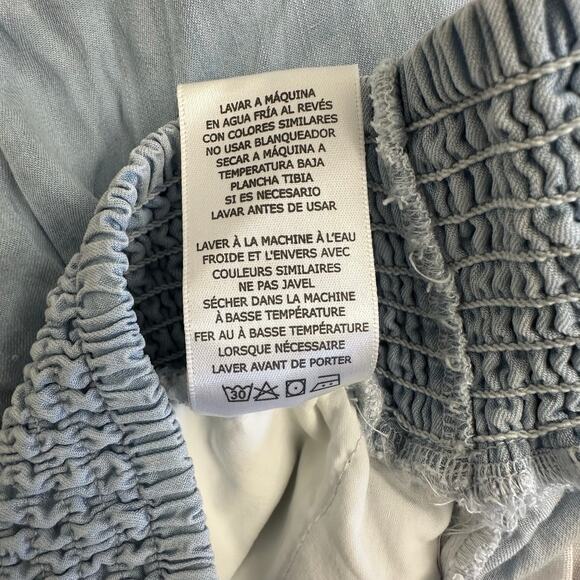 LAVAR A MÁQUINA
EN AGUA FRÍA AL REVÉS
CON COLORES SIMILARES
NO USAR BLANQUEADOR
SECAR A MÁQUINA A
TEMPERATURA BAJA
PLANCHA TIBIA
SI ES NECESARIO
LAVAR ANTES DE USAR
LAVER À LA MACHINE À L'EAU
FROIDE ET L'ENVERS AVEC
COULEURS SIMILAIRES
NE PAS JAVEL
SÉCHER DANS LA MACHINE
À BASSE TEMPÉRATURE
FER AU À BASSE TEMPÉRATURE
LORSQUE NÉCESSAIRE
LAVER AVANT DE PORTER
30